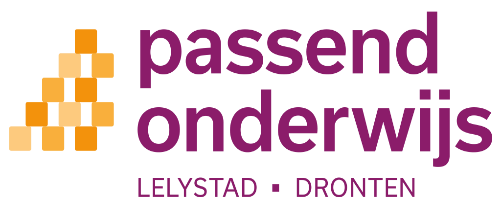 passend
onderwijs
LELYSTAD ▪ DRONTEN